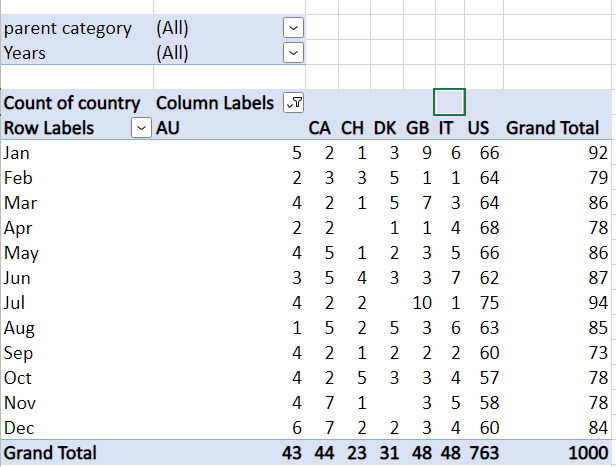 parent category (All)
Years (All)
Count of country Column Labels
Row Labels AU CA CH DK GB IT US Grand Total
Jan 5 2 1 3 9 6 66 92
Feb 2 3 3 5 1 1 64 79
Mar 4 2 1 5 7 3 64 86
Apr 2 2 1 1 4 68 78
May 4 5 1 2 3 5 66 86
Jun 3 5 4 3 3 7 62 87
Jul 4 2 2 10 1 75 94
Aug 1 5 2 5 3 6 63 85
Sep 4 2 1 2 2 2 60 73
Oct 4 2 5 3 3 4 57 78
Nov 4 7 1 3 5 58 78
Dec 6 7 2 2 3 4 60 84
Grand Total 43 44 23 31 48 48 763 1000